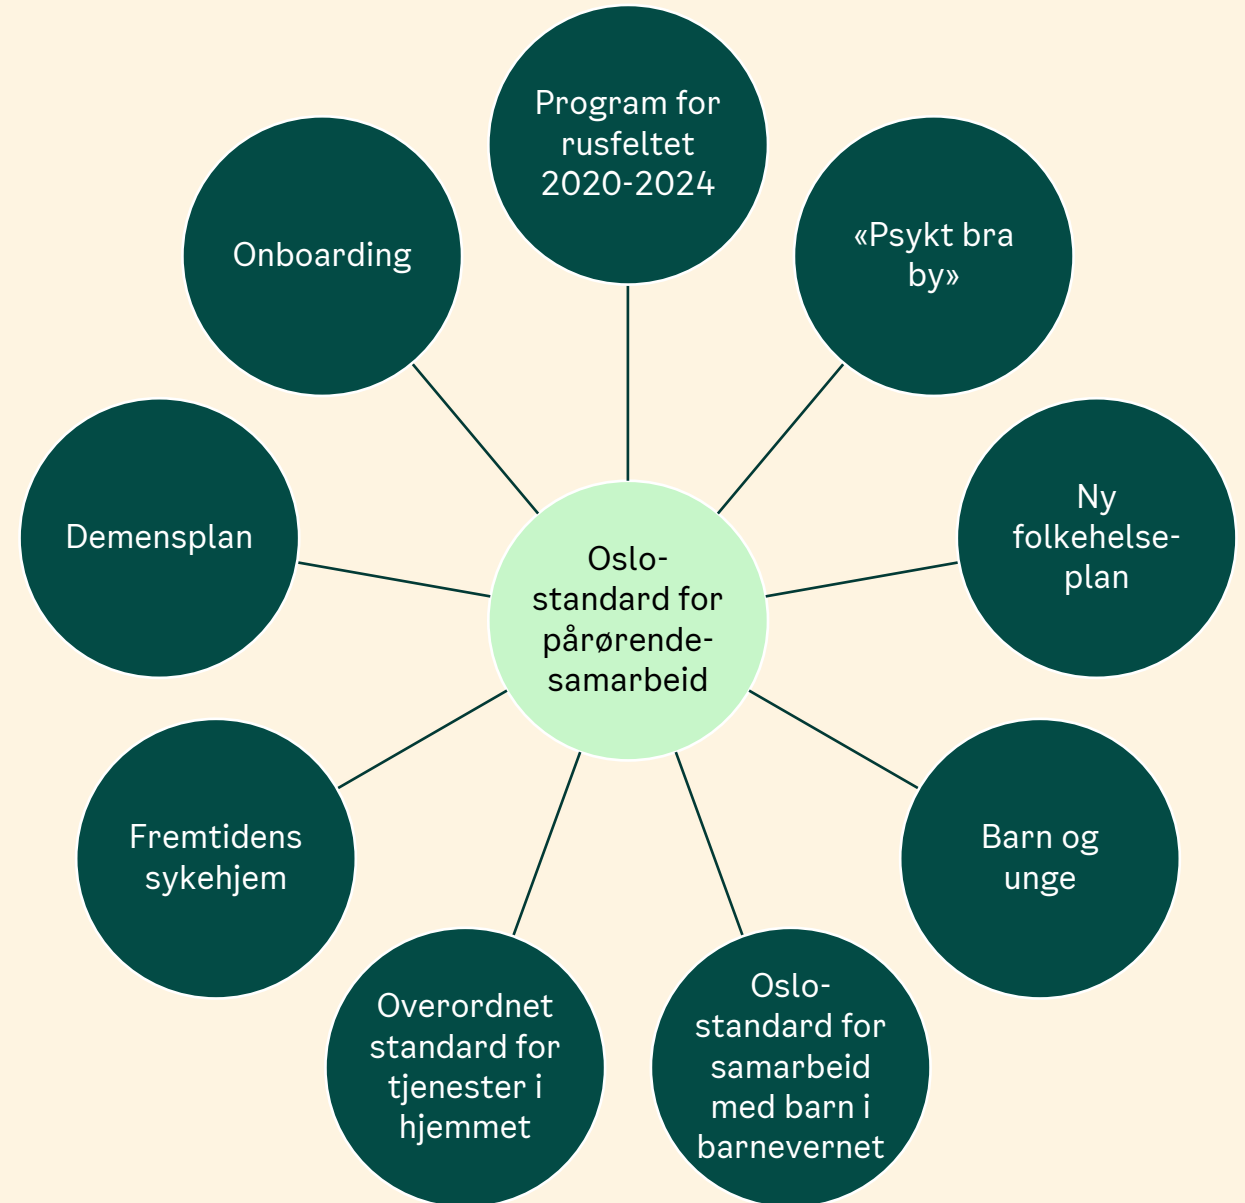 Program for
rusfeltet
2020-2024
«Psykt bra
by»
Ny
folkehelse-
plan
Barn og
unge
Oslo-
standard for
samarbeid
med barn i
barnevernet
Overordnet
standard for
tjenester i
hjemmet
Fremtidens
sykehjem
Demensplan
Onboarding
Oslo-
standard for
pårørende-
samarbeid